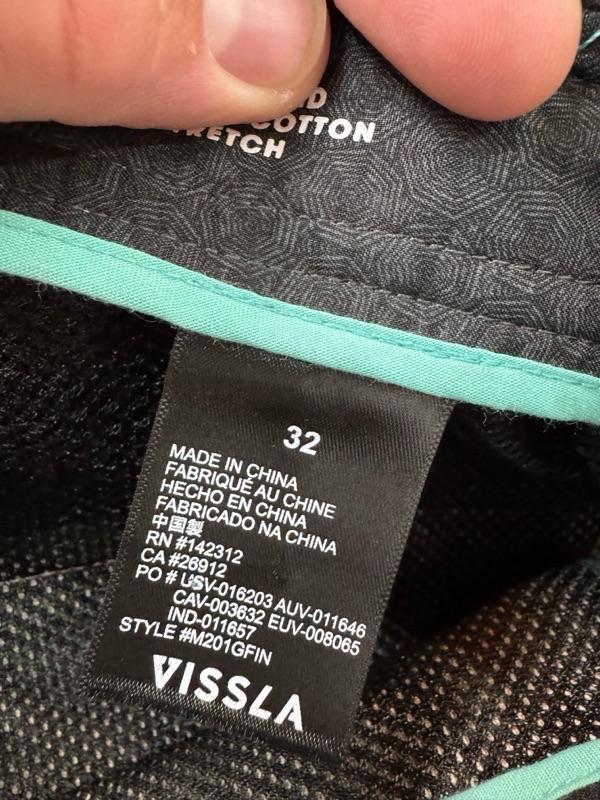 COTTON
32
MADE IN CHINA
FABRIQUÉ AU CHINE
HECHO EN CHINA
FABRICADO NA CHINA
中国製
RN #142312
CA #26912
PO # USV-016203 AUV-011646
CAV-003632 EUV-008065
IND-011657
STYLE #M201GFIN
VISSLA